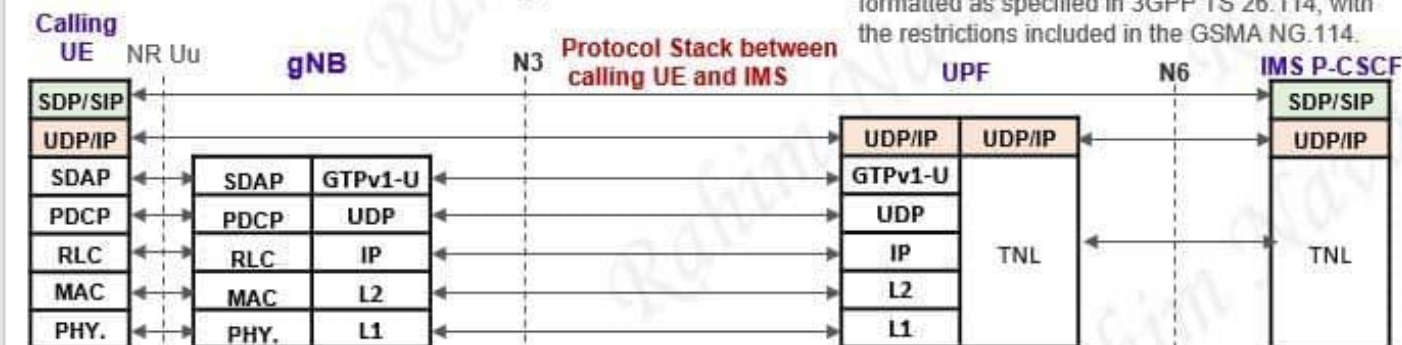 formatted as specified in 3GPP TS 26.114, with
the restrictions included in the GSMA NG.114.
Calling
UE
NR Uu
gNB
N3
Protocol Stack between
calling UE and IMS
UPF
N6
IMS P-CSCF
SDP/SIP
SDP/SIP
UDP/IP
UDP/IP
UDP/IP
UDP/IP
SDAP
SDAP
GTPv1-U
GTPv1-U
PDCP
PDCP
UDP
UDP
RLC
RLC
IP
IP
TNL
TNL
MAC
MAC
L2
L2
PHY.
PHY.
L1
L1
Rahim Nav